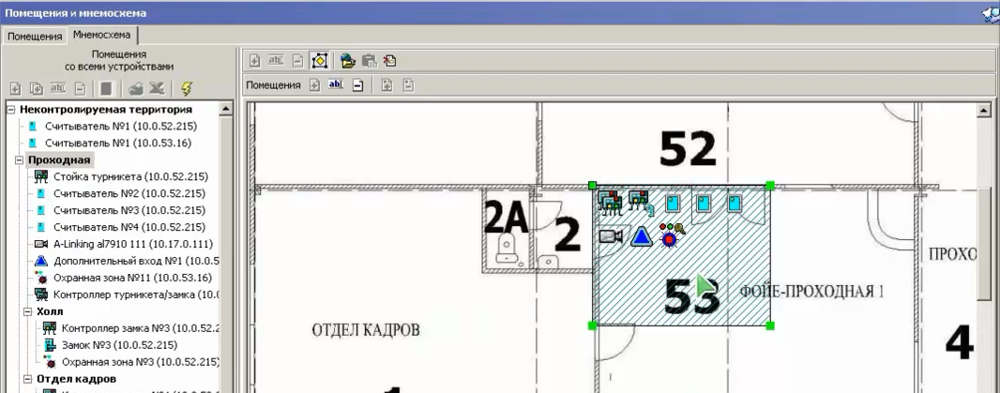 Помещения и мнемосхема
Помещения
Мнемосхема
Помещения
со всеми устройствами
Помещения
Неконтролируемая территория
Считыватель №1 (10.0.52.215)
Считыватель №1 (10.0.53.16)
Проходная
Стойка турникета (10.0.52.215)
Считыватель №2 (10.0.52.215)
Считыватель №3 (10.0.52.215)
Считыватель №4 (10.0.52.215)
A-Linking al7910 111 (10.17.0.111)
Дополнительный вход №1 (10.0.5
Охранная зона №11 (10.0.53.16)
Контроллер турникета/замка (10.0
Холл
Контроллер замка №3 (10.0.52.2
Замок №3 (10.0.52.215)
Охранная зона №3 (10.0.52.215)
Отдел кадров
52
2А
2
53
ФОЙЕ-ПРОХОДНАЯ 1
ПРОХО
ОТДЕЛ КАДРОВ
4